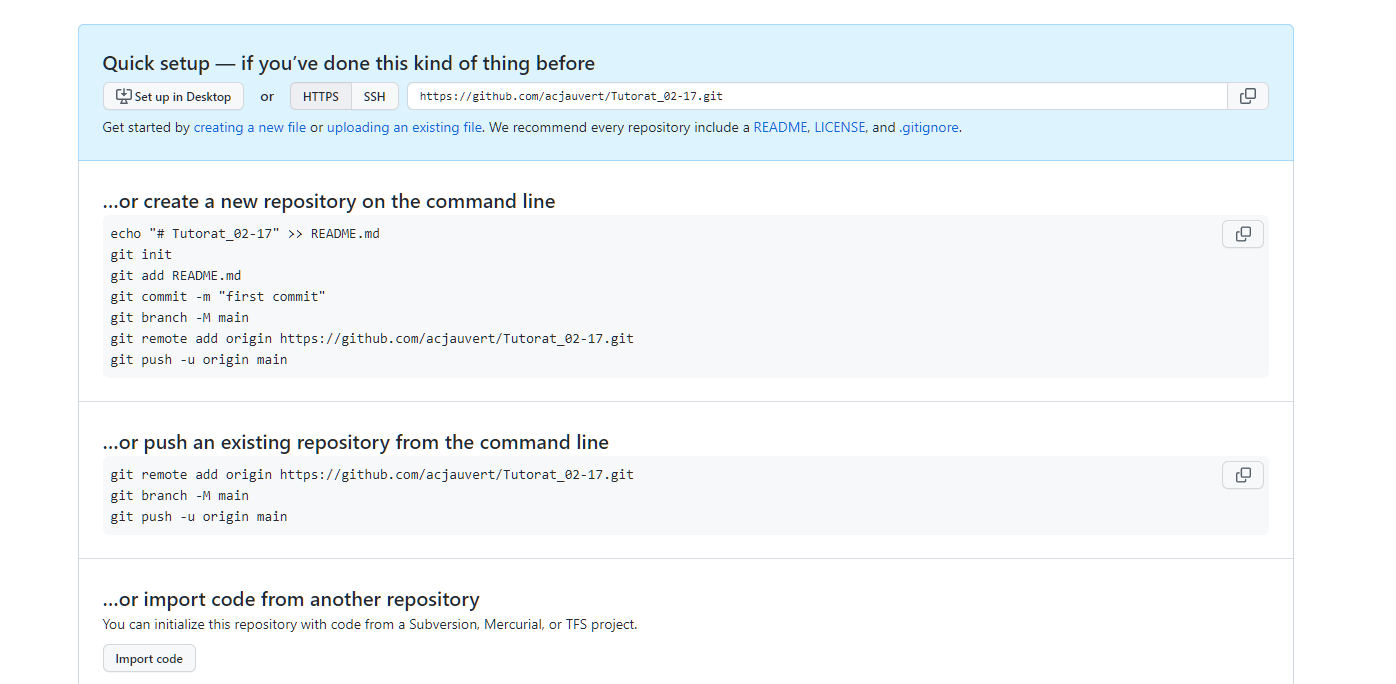 Quick setup — if you’ve done this kind of thing before
Set up in Desktop or HTTPS SSH https://github.com/acjauvert/Tutorat_02-17.git
Get started by creating a new file or uploading an existing file. We recommend every repository include a README, LICENSE, and .gitignore.
…or create a new repository on the command line
echo "# Tutorat_02-17" >> README.md
git init
git add README.md
git commit -m "first commit"
git branch -M main
git remote add origin https://github.com/acjauvert/Tutorat_02-17.git
git push -u origin main
…or push an existing repository from the command line
git remote add origin https://github.com/acjauvert/Tutorat_02-17.git
git branch -M main
git push -u origin main
…or import code from another repository
You can initialize this repository with code from a Subversion, Mercurial, or TFS project.
Import code